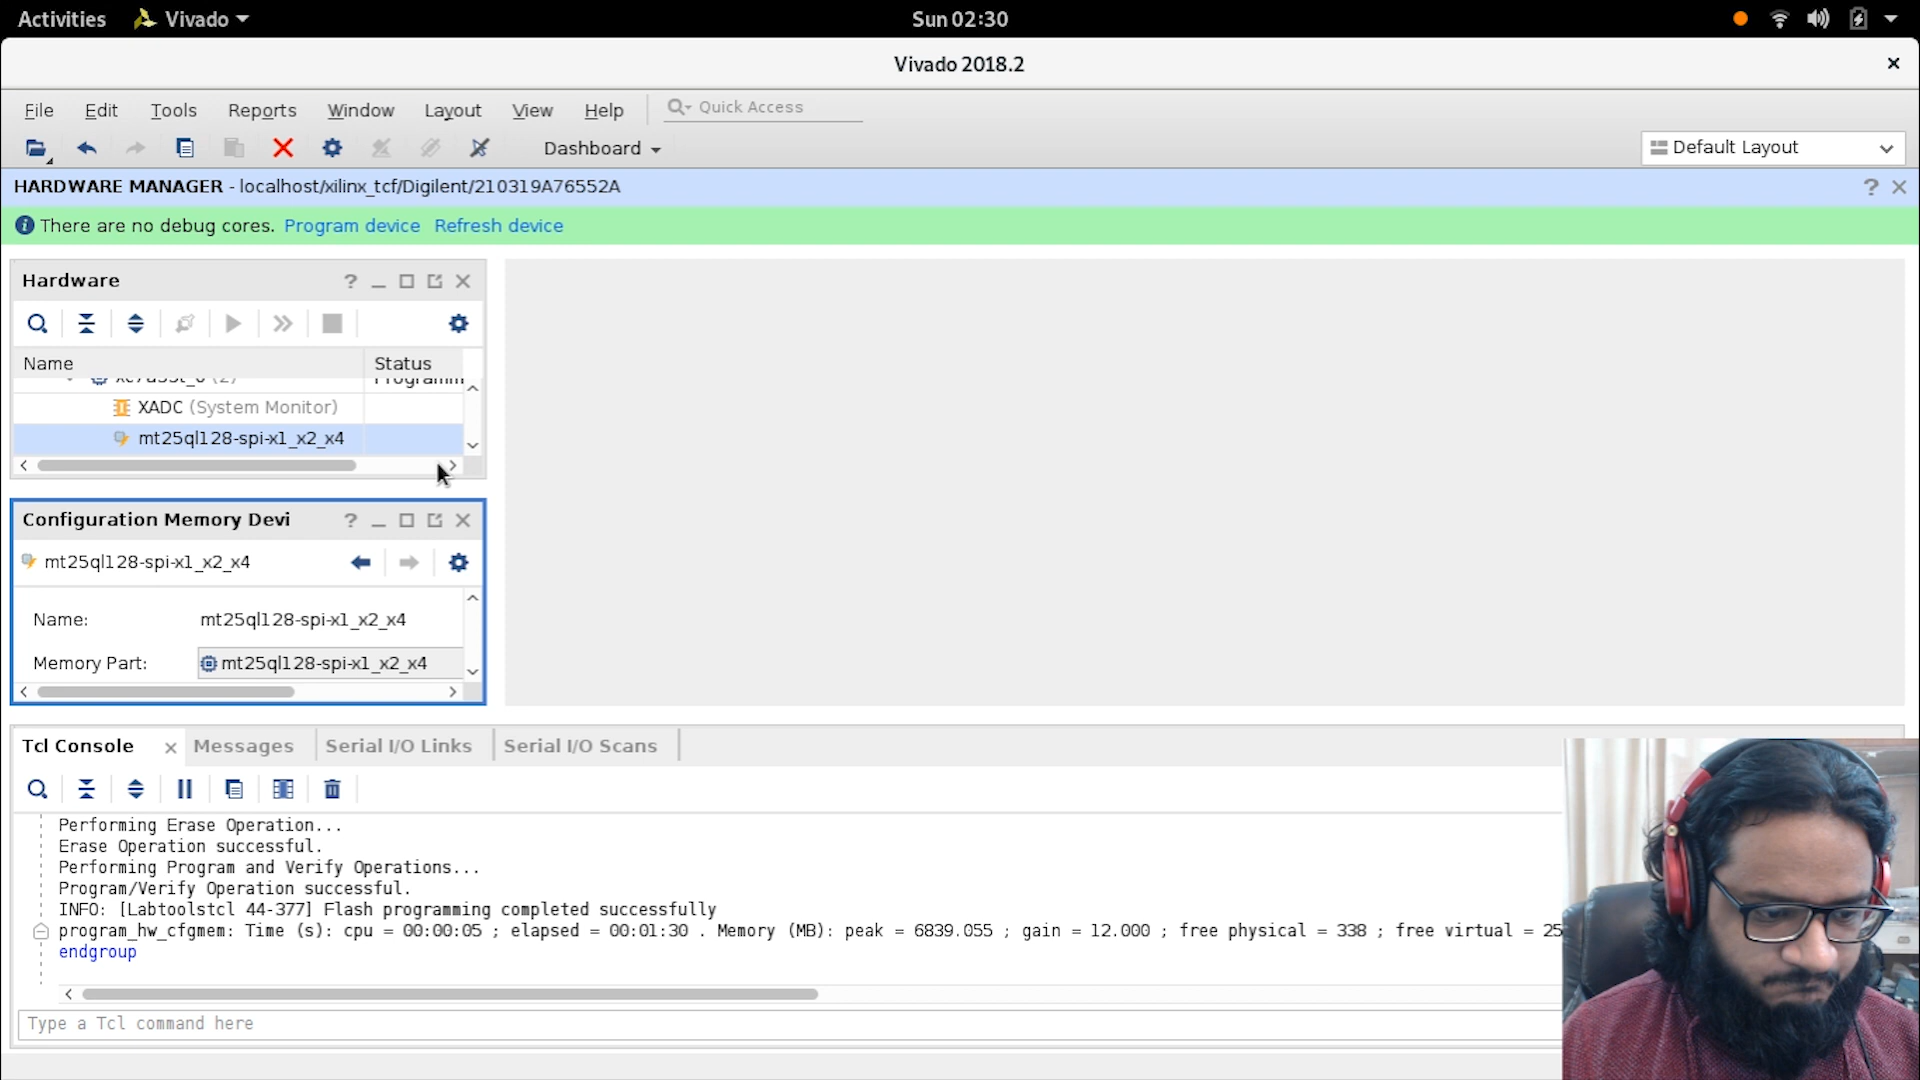 Activities Vivado Sun 02:30
Vivado 2018.2
File Edit Tools Reports Window Layout View Help Quick Access
Dashboard Default Layout
HARDWARE MANAGER - localhost/xilinx_tcf/Digilent/210319A76552A
There are no debug cores. Program device Refresh device
Hardware
Name Status
XADC (System Monitor)
mt25ql128-spi-x1_x2_x4
Configuration Memory Devi
mt25ql128-spi-x1_x2_x4
Name: mt25ql128-spi-x1_x2_x4
Memory Part: mt25ql128-spi-x1_x2_x4
Tcl Console Messages Serial I/O Links Serial I/O Scans
Performing Erase Operation...
Erase Operation successful.
Performing Program and Verify Operations...
Program/Verify Operation successful.
INFO: [Labtoolstcl 44-377] Flash programming completed successfully
program_hw_cfgmem: Time (s): cpu = 00:00:05 ; elapsed = 00:01:30 . Memory (MB): peak = 6839.055 ; gain = 12.000 ; free physical = 338 ; free virtual = 25
endgroup
Type a Tcl command here